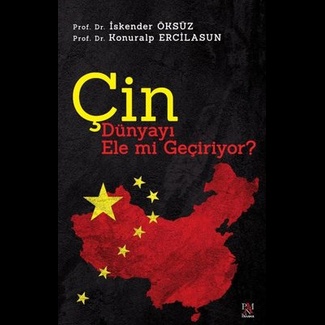 Prof. Dr. İskender ÖKSÜZ
Prof. Dr. Konuralp ERCİLASUN
Çin
Dünyayı
Ele mi Geçiriyor?